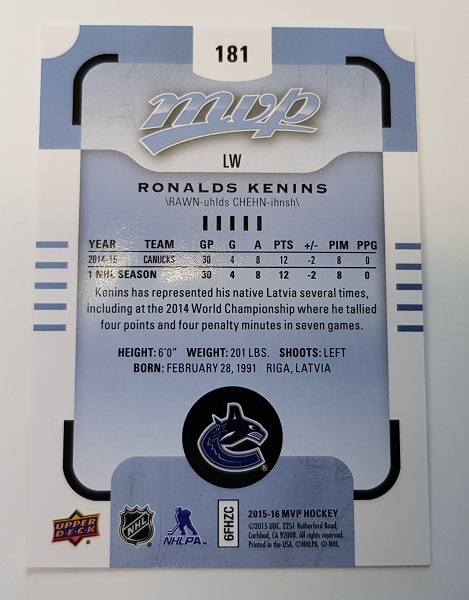 181
mvp
LW
RONALDS KENINS
\RAWN-uhlds CHEHN-ihnsh\
YEAR TEAM GP G A PTS +/- PIM PPG
2014-15 CANUCKS 30 4 8 12 -2 8 0
1 NHL SEASON 30 4 8 12 -2 8 0
Kenins has represented his native Latvia several times,
including at the 2014 World Championship where he tallied
four points and four penalty minutes in seven games.
HEIGHT: 6'0" WEIGHT: 201 LBS. SHOOTS: LEFT
BORN: FEBRUARY 28, 1991 RIGA, LATVIA
®
UPPER
D·E·C·K
®
NHL
NHLPA
6FHZC
2015-16 MVP HOCKEY
©2015 UDC. 2251 Rutherford Road,
Carlsbad, CA 92008. All rights reserved.
Printed in the USA. ©NHLPA. © NHL.